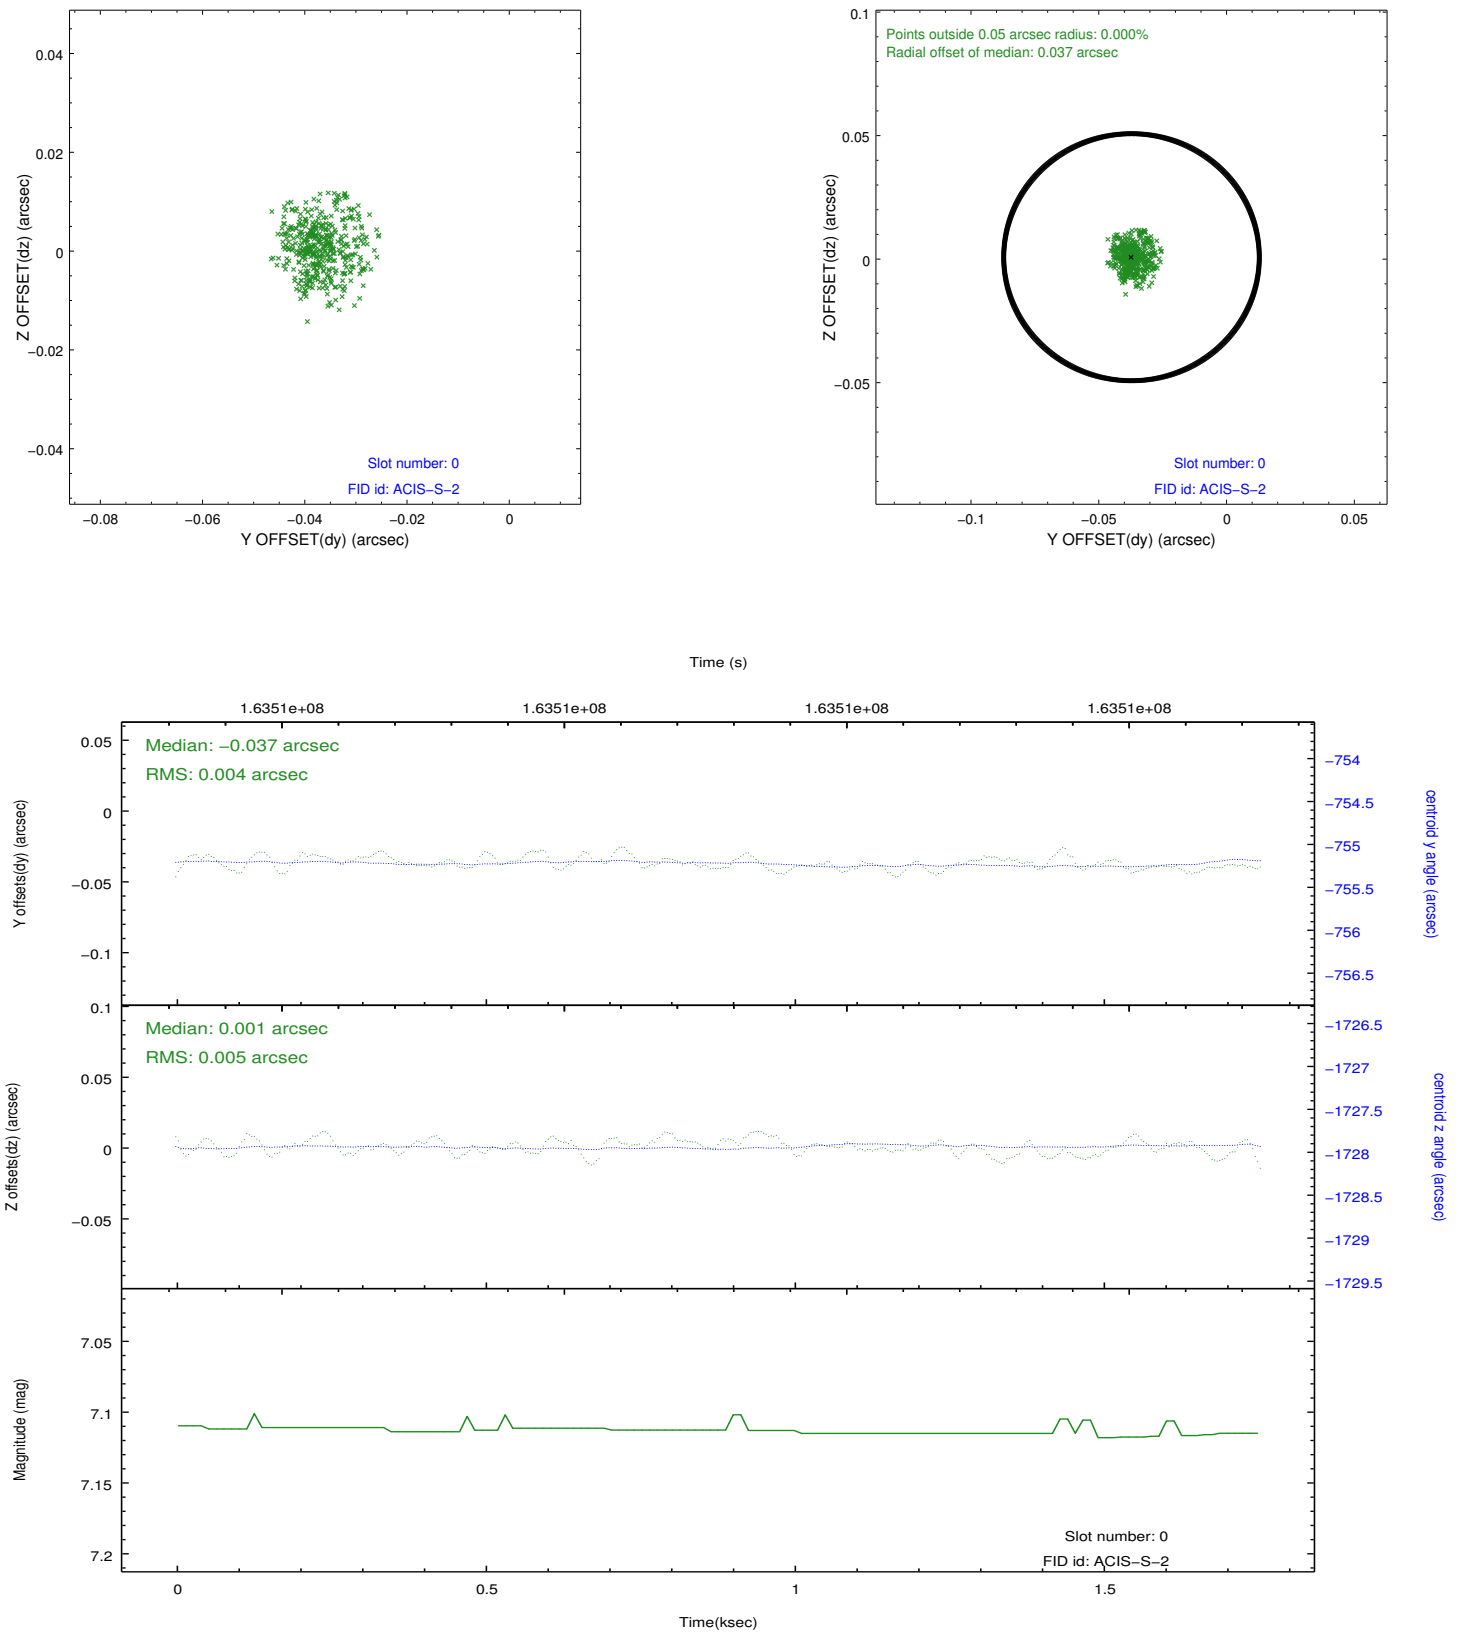 0.04
0.02
0
−0.02
−0.04
Z OFFSET(dz) (arcsec)
Slot number: 0
FID id: ACIS−S−2
−0.08
−0.06
−0.04
−0.02
0
Y OFFSET(dy) (arcsec)
0.1
0.05
0
−0.05
Z OFFSET(dz) (arcsec)
Points outside 0.05 arcsec radius: 0.000%
Radial offset of median: 0.037 arcsec
Slot number: 0
FID id: ACIS−S−2
−0.1
−0.05
0
0.05
Y OFFSET(dy) (arcsec)
Time (s)
1.6351e+08
1.6351e+08
1.6351e+08
1.6351e+08
Median: −0.037 arcsec
RMS: 0.004 arcsec
0.05
0
−0.05
−0.1
Y offsets(dy) (arcsec)
−754
−754.5
−755
−755.5
−756
−756.5
centroid y angle (arcsec)
Median: 0.001 arcsec
RMS: 0.005 arcsec
0.1
0.05
0
−0.05
Z offsets(dz) (arcsec)
−1726.5
−1727
−1727.5
−1728
−1728.5
−1729
−1729.5
centroid z angle (arcsec)
7.05
7.1
7.15
7.2
Magnitude (mag)
Slot number: 0
FID id: ACIS−S−2
0
0.5
1
1.5
Time(ksec)